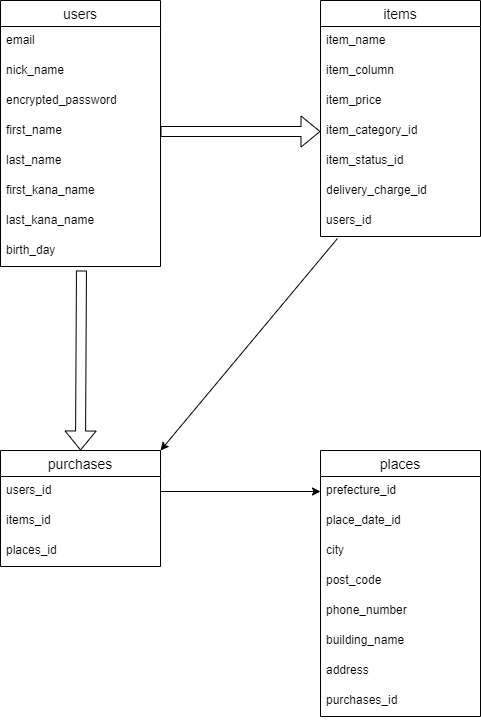 users
email
nick_name
encrypted_password
first_name
last_name
first_kana_name
last_kana_name
birth_day
items
item_name
item_column
item_price
item_category_id
item_status_id
delivery_charge_id
users_id
purchases
users_id
items_id
places_id
places
prefecture_id
place_date_id
city
post_code
phone_number
building_name
address
purchases_id